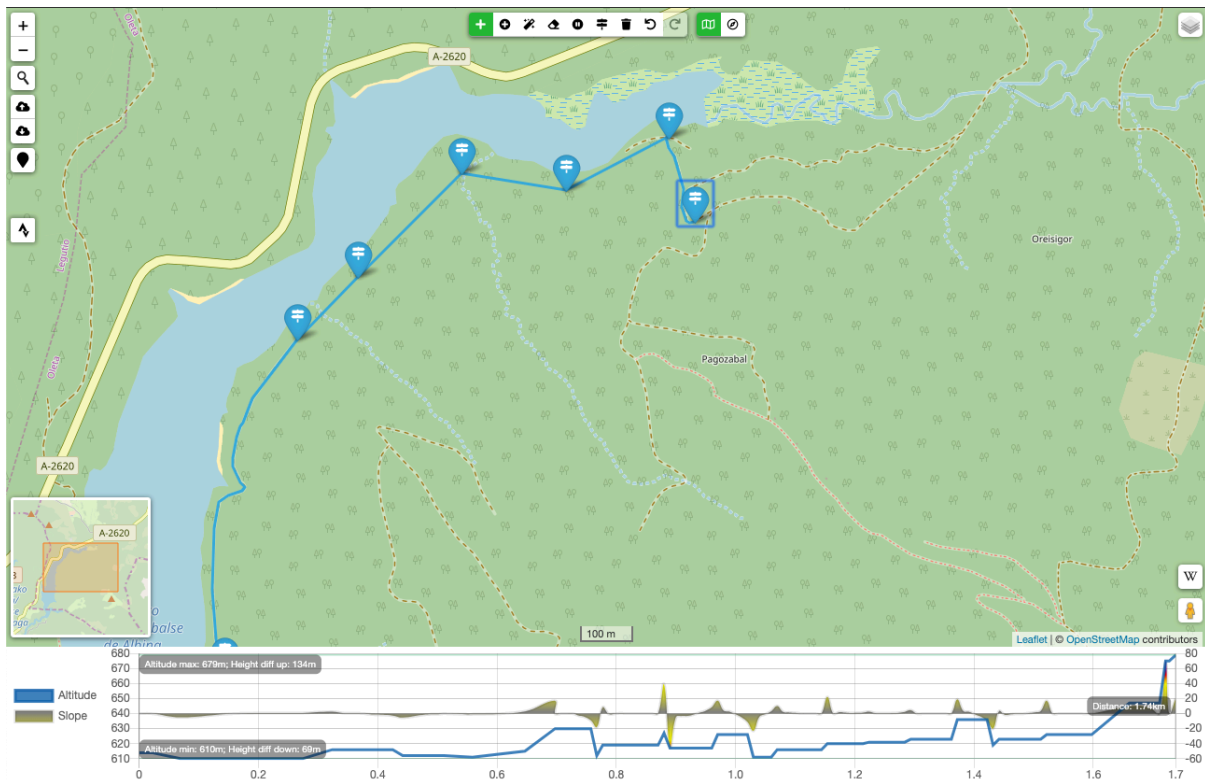 +
−
Oleta
A-2620
Legutio
Oleta
Oreisigor
Pagozabal
A-2620
A-2620
balse
de Albina
100 m
W
Leaflet | © OpenStreetMap contributors
Altitude
Slope
680
670
660
650
640
630
620
610
Altitude max: 679m; Height diff up: 134m
Altitude min: 610m; Height diff down: 69m
Distance: 1.74km
80
60
40
20
0
-20
-40
-60
0
0.2
0.4
0.6
0.8
1.0
1.2
1.4
1.6
1.7